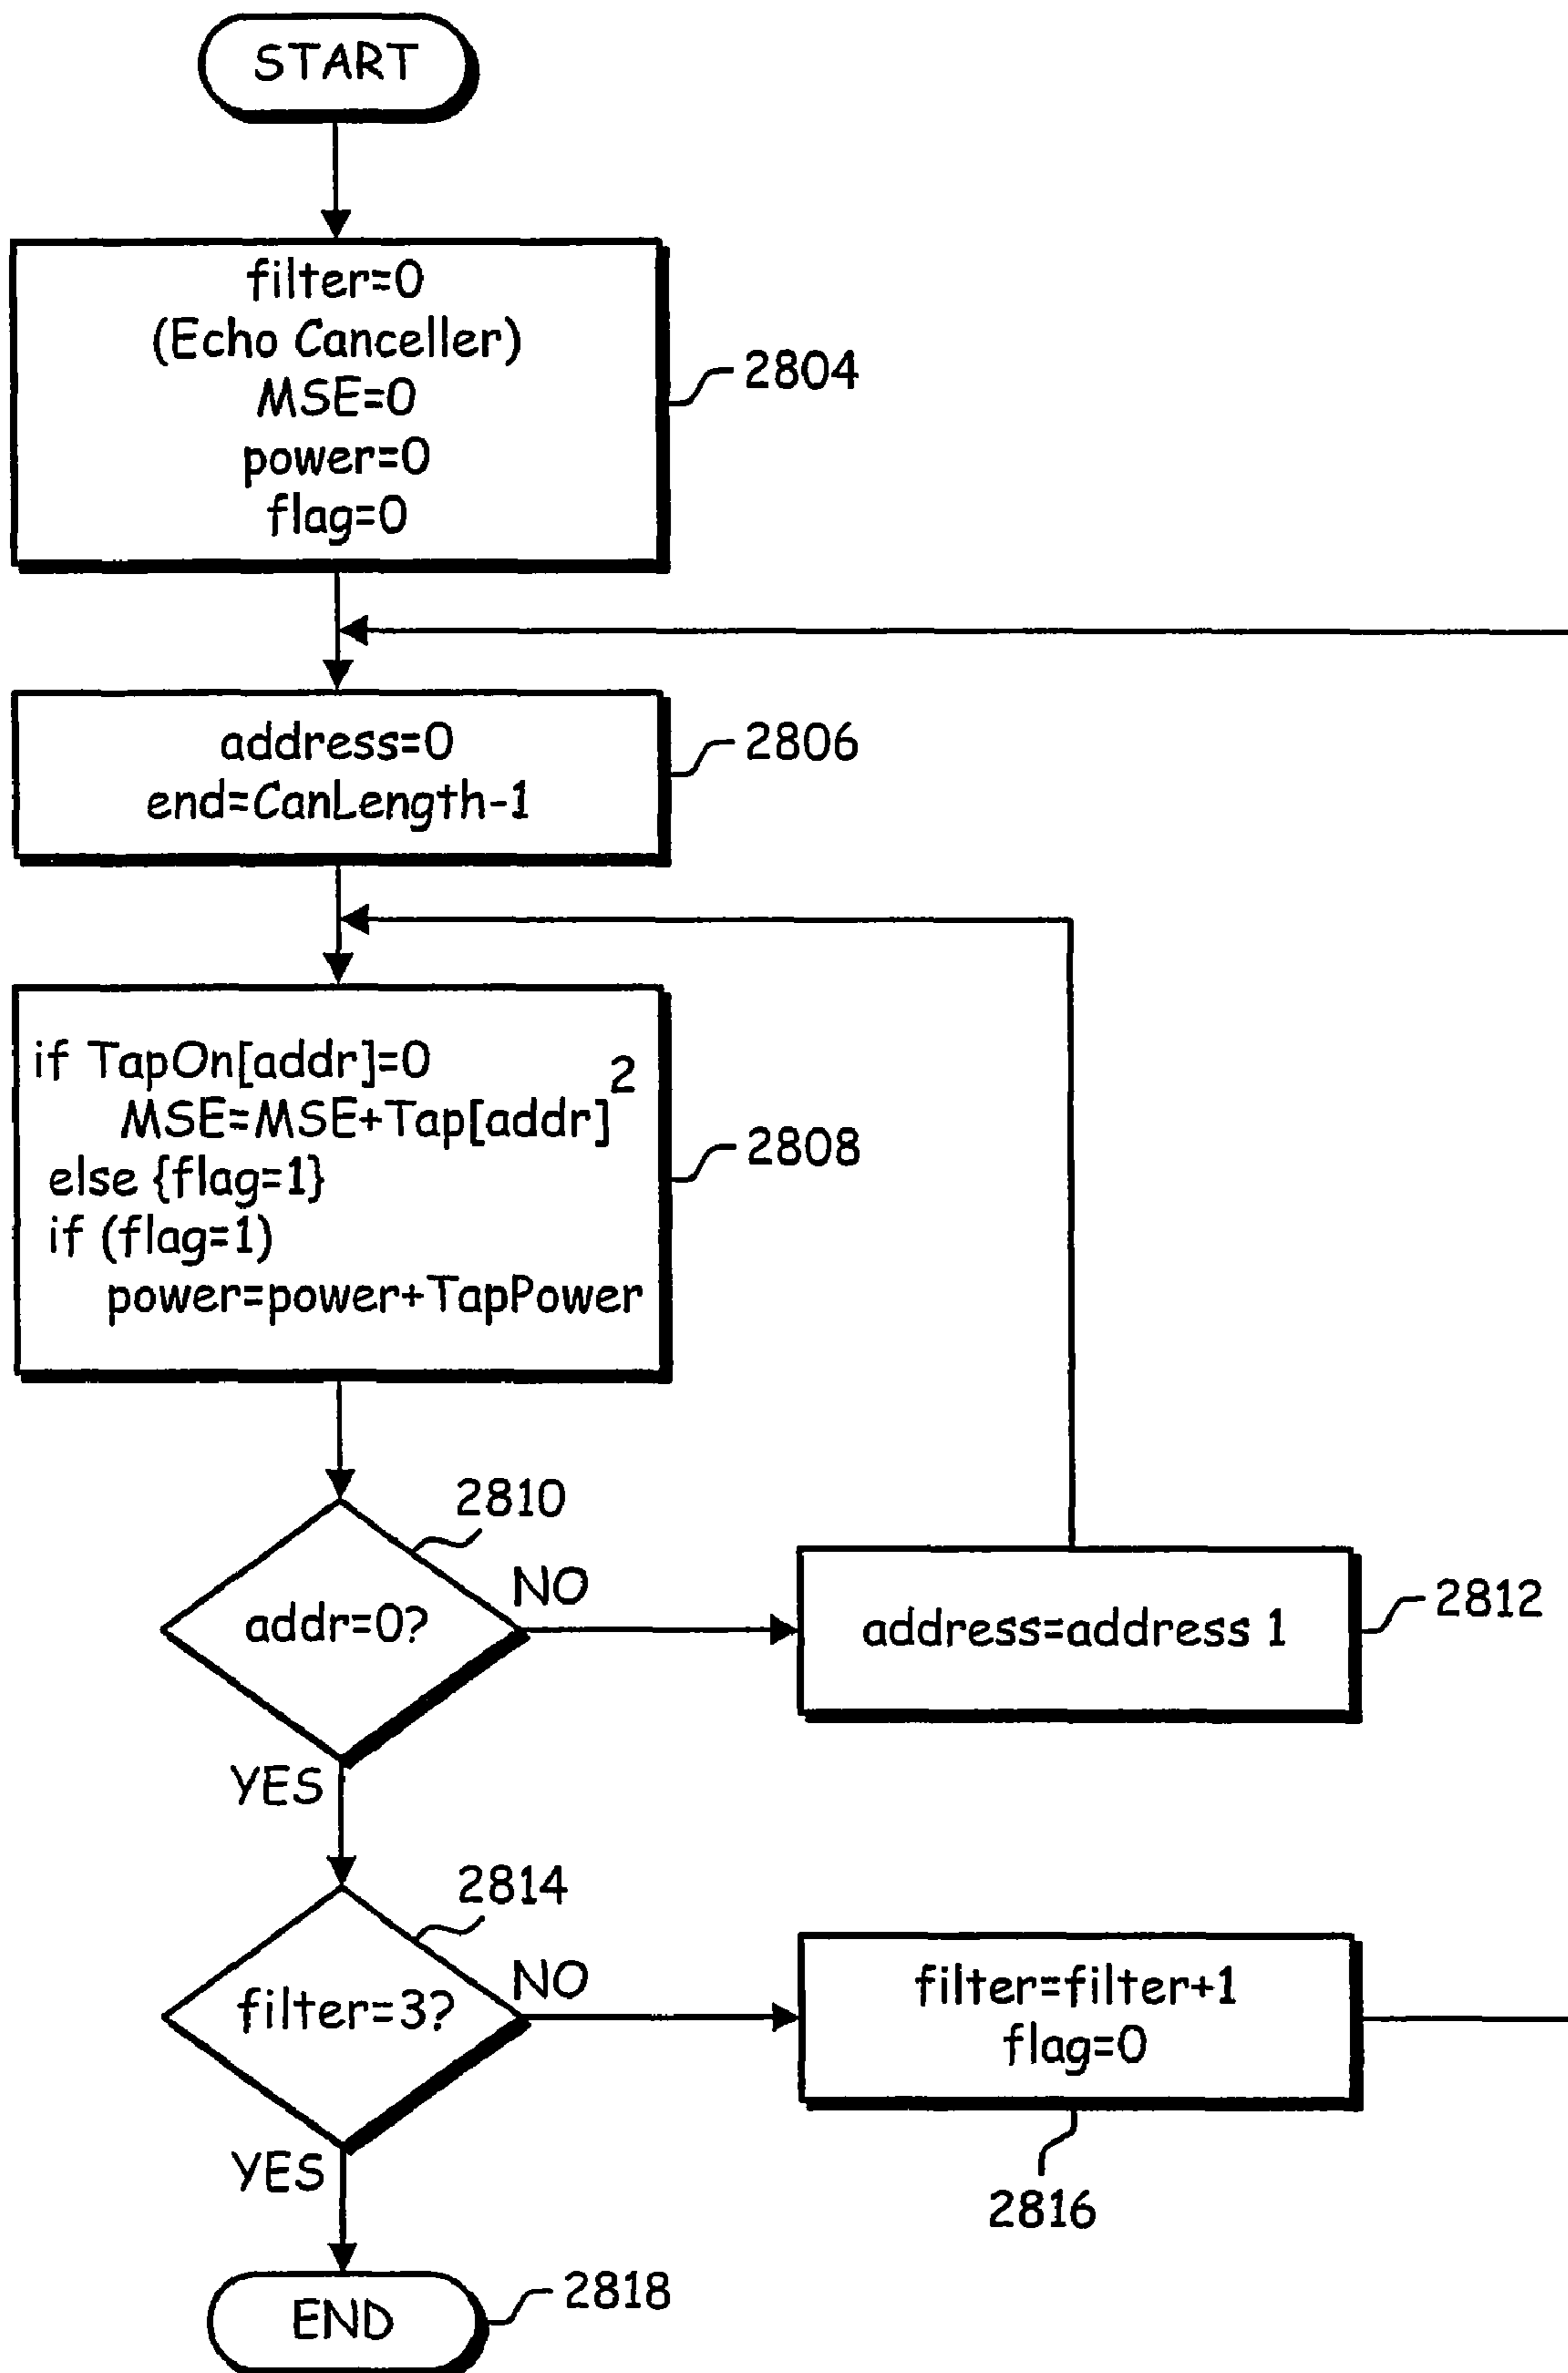 START
filter=0
(Echo Canceller)
MSE=0
power=0
flag=0
2804
address=0
end=CanLength-1
2806
if TapOn[addr]=0
MSE=MSE+Tap[addr]2
else {flag=1}
if (flag=1)
power=power+TapPower
2808
2810
addr=0?
NO
address=address 1
2812
YES
2814
filter=3?
NO
filter=filter+1
flag=0
2816
YES
END
2818